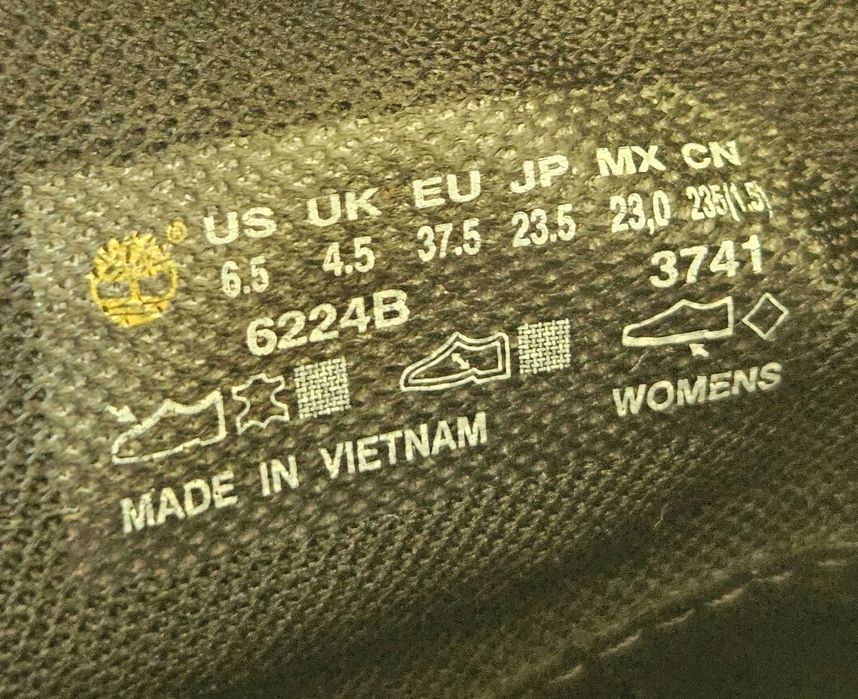 ® US UK EU JP MX CN
6.5 4.5 37.5 23.5 23,0 235(1.5)
6224B 3741
WOMENS
MADE IN VIETNAM